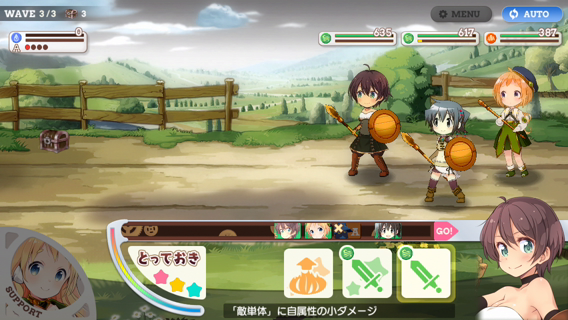 WAVE 3/3 3
MENU
AUTO
0
A
635
617
387
GO!
とっておき
SUPPORT
「敵単体」に自属性の小ダメージ